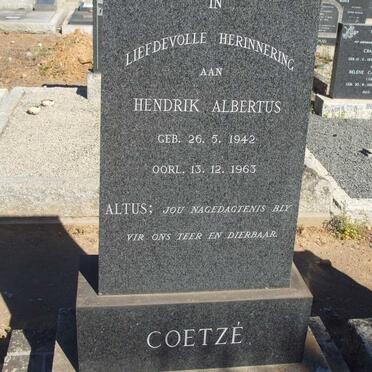 IN
LIEFDEVOLLE HERINNERING
AAN
HENDRIK ALBERTUS
GEB. 26. 5. 1942
OORL. 13. 12. 1963
ALTUS: JOU NAGEDAGTENIS BLY
VIR ONS TEER EN DIERBAAR.
COETZÉ